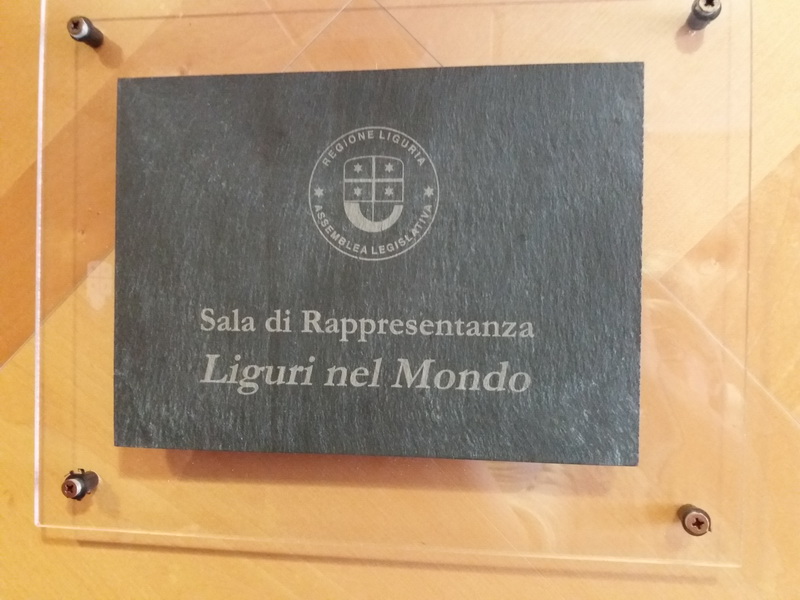 REGIONE LIGURIA
ASSEMBLEA LEGISLATIVA
Sala di Rappresentanza
Liguri nel Mondo